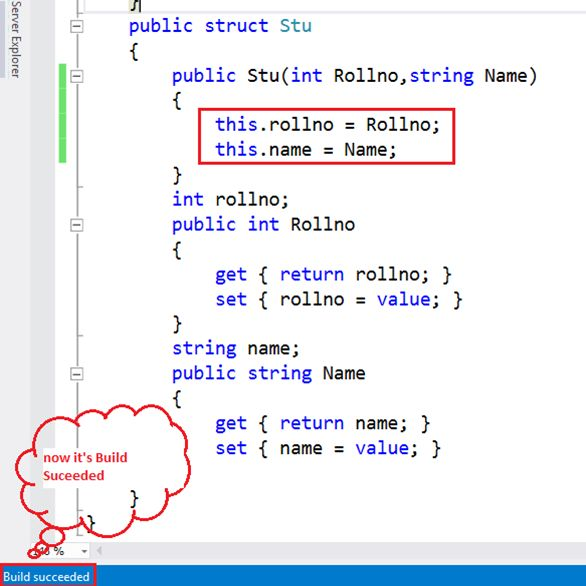 Server Explorer
}
public struct Stu
{
public Stu(int Rollno,string Name)
{
this.rollno = Rollno;
this.name = Name;
}
int rollno;
public int Rollno
{
get { return rollno; }
set { rollno = value; }
}
string name;
public string Name
{
get { return name; }
set { name = value; }
now it's Build
Suceeded
}
}
%
Build succeeded